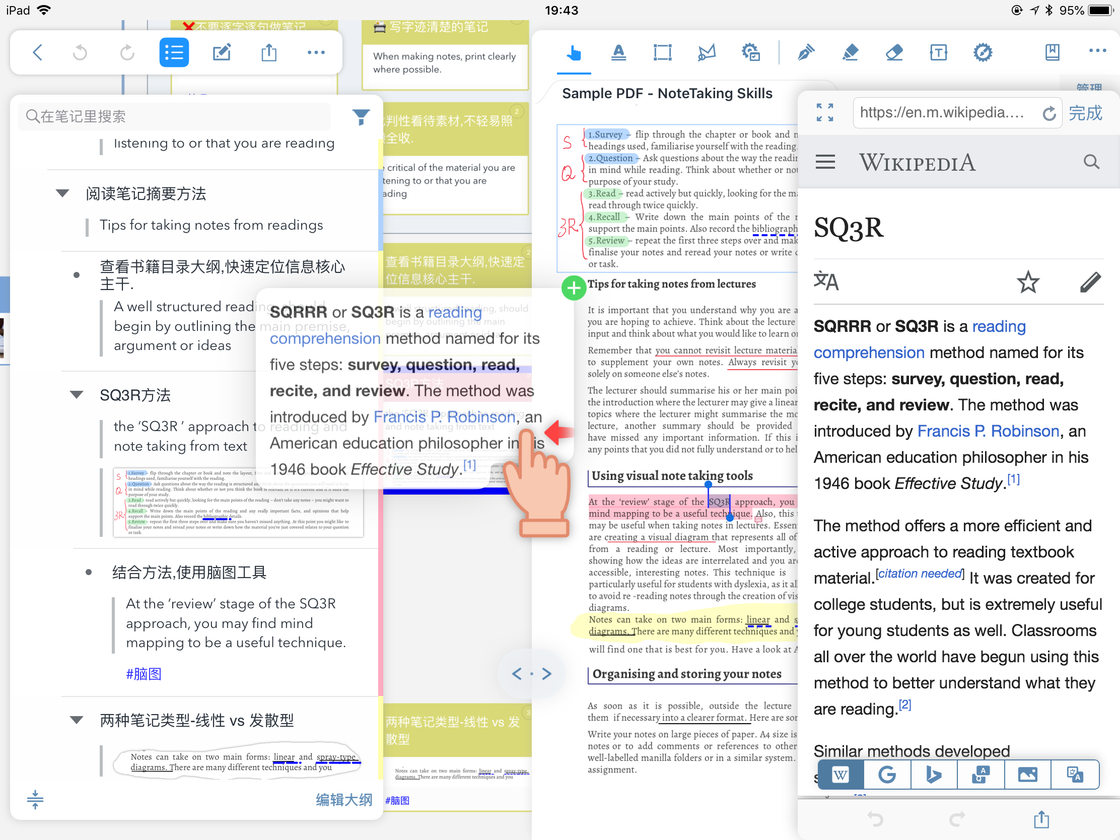 iPad
19:43
95%
不要逐字逐句做笔记
写字迹清楚的笔记
When making notes, print clearly
where possible.
2
判性看待素材,不轻易照
全收.
critical of the material you are
tening to or that you are
ading
在笔记里搜索
listening to or that you are reading
阅读笔记摘要方法
Tips for taking notes from readings
查看书籍目录大纲,快速定位信息核心
主干.
A well structured reading, should
begin by outlining the main premise,
argument or ideas
SQ3R方法
the ‘SQ3R ’ approach to reading and
note taking from text
结合方法,使用脑图工具
At the ‘review’ stage of the SQ3R
approach, you may find mind
mapping to be a useful technique.
#脑图
两种笔记类型-线性 vs 发散型
Notes can take on two main forms: linear and spray-type
diagrams. There are many different techniques and you
编辑大纲
查看书籍目录大纲,快速定
位信息核心主干.
SQRRR or SQ3R is a reading
comprehension method named for its
five steps: survey, question, read,
recite, and review. The method was
introduced by Francis P. Robinson, an
American education philosopher in his
1946 book Effective Study.[1]
两种笔记类型-线性 vs 发
散型
Notes can take on two main forms: linear and spray-type
diagrams. There are many different techniques and you
#脑图
管理
Sample PDF - NoteTaking Skills
S
Q
3R
1.Survey – flip through the chapter or book and n
headings used, familiarise yourself with the reading.
2.Question – Ask questions about the way the readin
in mind while reading. Think about whether or not
purpose of your study.
3.Read – read actively but quickly, looking for the ma
read through twice quickly.
4.Recall – Write down the main points of the r
support the main points. Also record the bibliograph
5.Review – repeat the first three steps over and mak
finalise your notes and reread your notes or write d
or task.
Tips for taking notes from lectures
It is important that you understand why you are a
you are hoping to achieve. Think about the lecture
input and think about what you would like to learn o
Remember that you cannot revisit lecture materia
to supplement your own notes. Always revisit yo
solely on someone else's notes.
The lecturer should summarise his or her main poi
the introduction where the lecturer may give a linear
topics where the lecturer might summarise the m
lecture, another summary should be provided
have missed any important information. If this i
any points that you did not fully understand or to hel
Using visual note taking tools
At the ‘review’ stage of the SQ3R approach, you
mind mapping to be a useful technique. Also, this
may be useful when taking notes in lectures. Essen
are creating a visual diagram that represents all of
from a reading or lecture. Most importantly,
showing how the ideas are interrelated and you are
accessible, interesting notes. This technique is
particularly useful for students with dyslexia, as it al
to avoid re -reading notes through the creation of vis
diagrams.
Notes can take on two main forms: linear and s
diagrams. There are many different techniques and y
will find one that is best for you. Have a look at A
Organising and storing your notes
As soon as it is possible, outside the lecture
them if necessary into a clearer format. Here are som
Write your notes on large pieces of paper. A4 size is
notes or to add comments or references to other
well-labelled manilla folders or in a similar system.
assignment.
https://en.m.wikipedia....
完成
WIKIPEDIA
SQ3R
SQRRR or SQ3R is a reading
comprehension method named for its
five steps: survey, question, read,
recite, and review. The method was
introduced by Francis P. Robinson, an
American education philosopher in his
1946 book Effective Study.[1]
The method offers a more efficient and
active approach to reading textbook
material.[citation needed] It was created for
college students, but is extremely useful
for young students as well. Classrooms
all over the world have begun using this
method to better understand what they
are reading.[2]
Similar methods developed